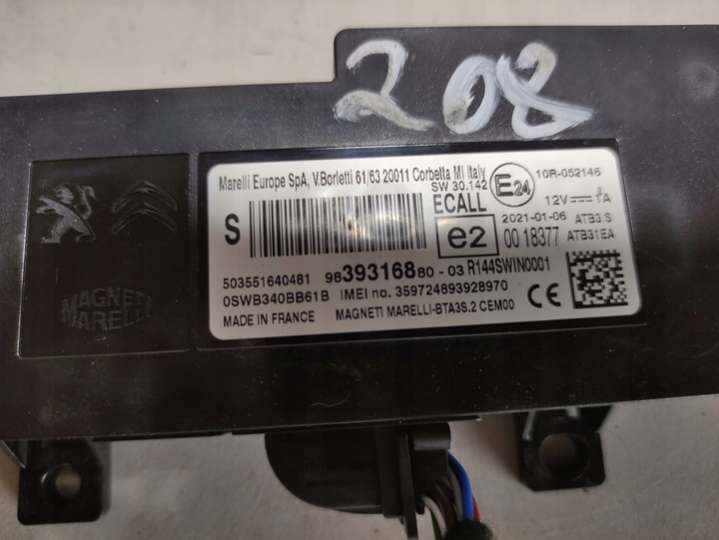 208
Marelli Europe SpA, V.Borletti 61/63 20011 Corbetta MI Italy
SW 30.142
E24
10R-052146
S
ECALL
12V 1A
e2
2021-01-06
ATB3.S
00 18377
ATB31EA
503551640481
9839316880-03
R144SWIN0001
0SWB340BB61B
IMEI no. 359724893928970
MADE IN FRANCE
MAGNETI MARELLI-BTA3S.2 CEM00
CE
MAGNETI
MARELLI